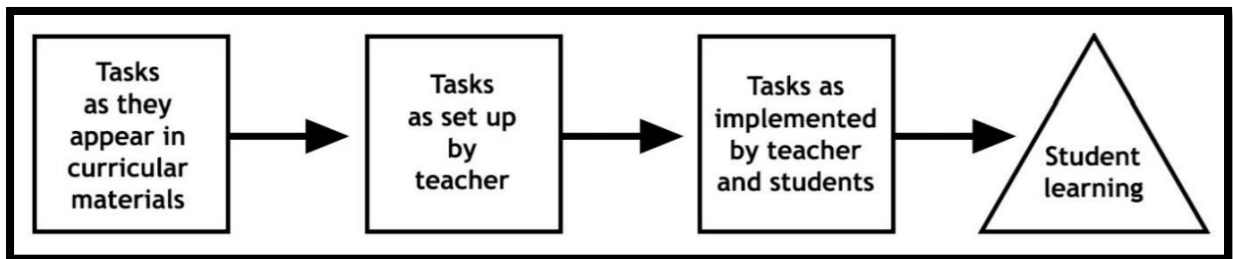 Tasks
as they
appear in
curricular
materials
Tasks
as set up
by
teacher
Tasks as
implemented
by teacher
and students
Student
learning